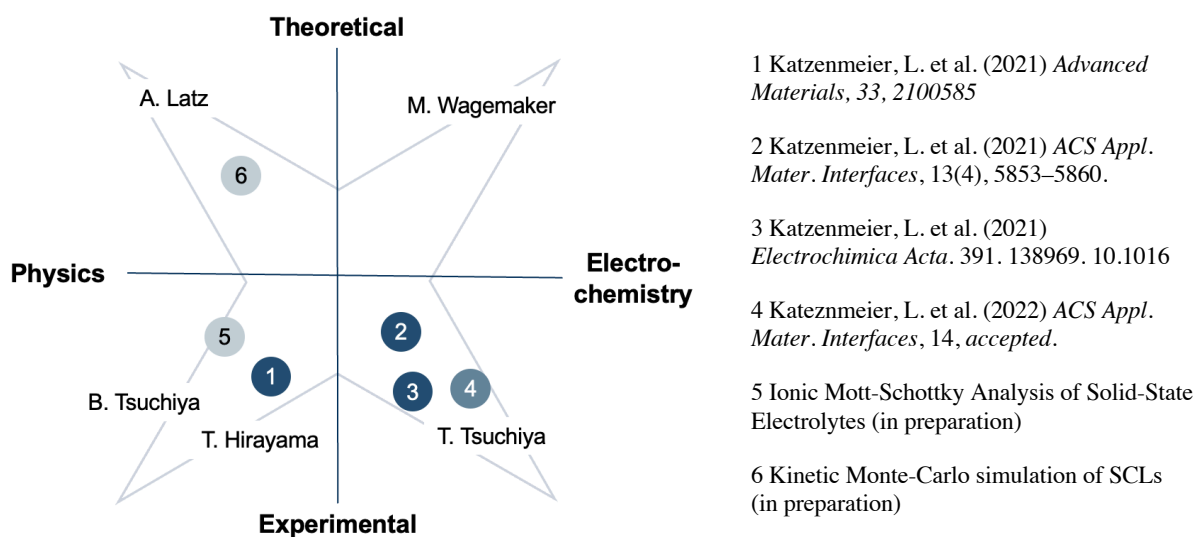 Theoretical
A. Latz
M. Wagemaker
6
Physics
Electro-
chemistry
5
2
1
3
4
B. Tsuchiya
T. Hirayama
T. Tsuchiya
Experimental
1 Katzenmeier, L. et al. (2021) Advanced
Materials, 33, 2100585
2 Katzenmeier, L. et al. (2021) ACS Appl.
Mater. Interfaces, 13(4), 5853–5860.
3 Katzenmeier, L. et al. (2021)
Electrochimica Acta. 391. 138969. 10.1016
4 Kateznmeier, L. et al. (2022) ACS Appl.
Mater. Interfaces, 14, accepted.
5 Ionic Mott-Schottky Analysis of Solid-State
Electrolytes (in preparation)
6 Kinetic Monte-Carlo simulation of SCLs
(in preparation)